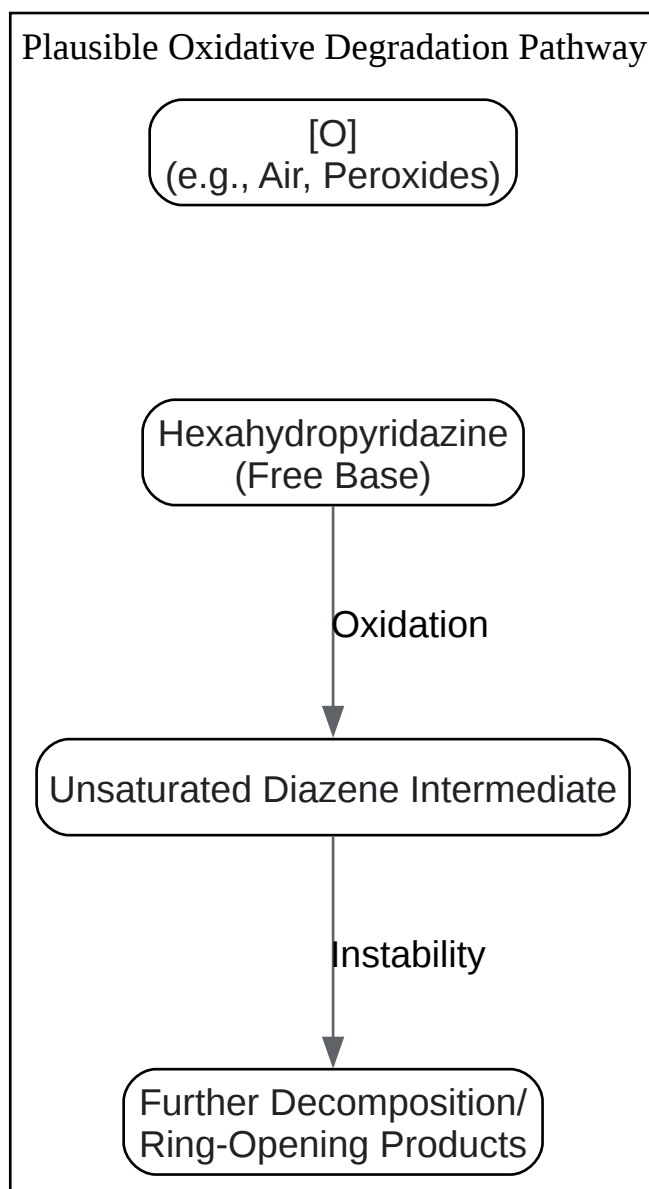 Plausible Oxidative Degradation Pathway
[O]
(e.g., Air, Peroxides)
Hexahydropyridazine
(Free Base)
Oxidation
Unsaturated Diazene Intermediate
Instability
Further Decomposition/
Ring-Opening Products